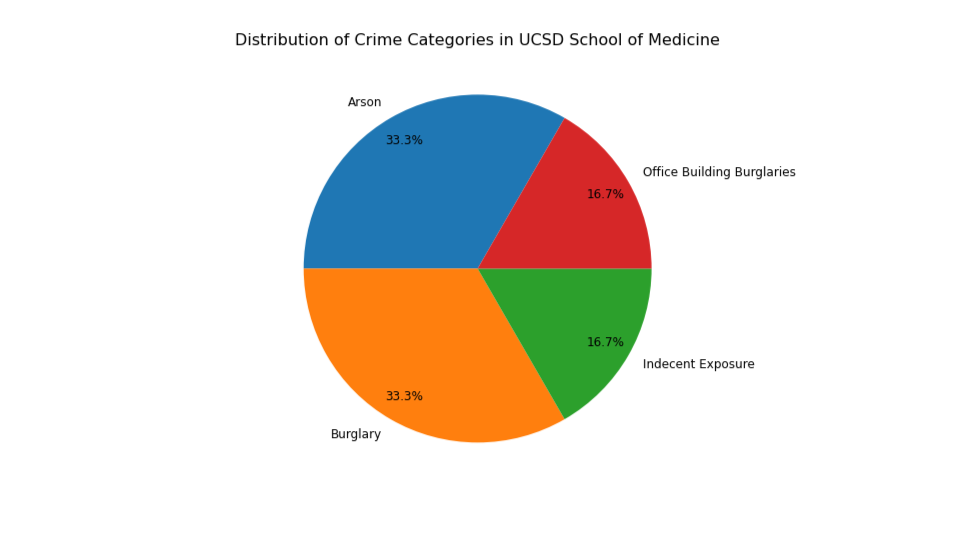 Distribution of Crime Categories in UCSD School of Medicine
Arson
33.3%
Office Building Burglaries
16.7%
16.7%
Indecent Exposure
33.3%
Burglary